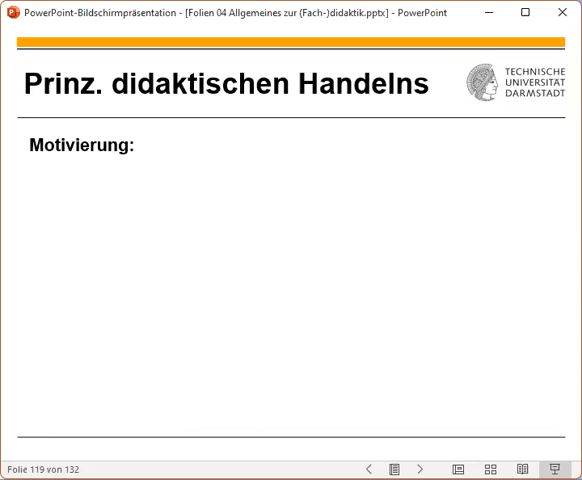 PowerPoint-Bildschirmpräsentation - [Folien 04 Allgemeines zur (Fach-)didaktik.pptx] - PowerPoint
Prinz. didaktischen Handelns
TECHNISCHE
UNIVERSITÄT
DARMSTADT
Motivierung:
Folie 119 von 132